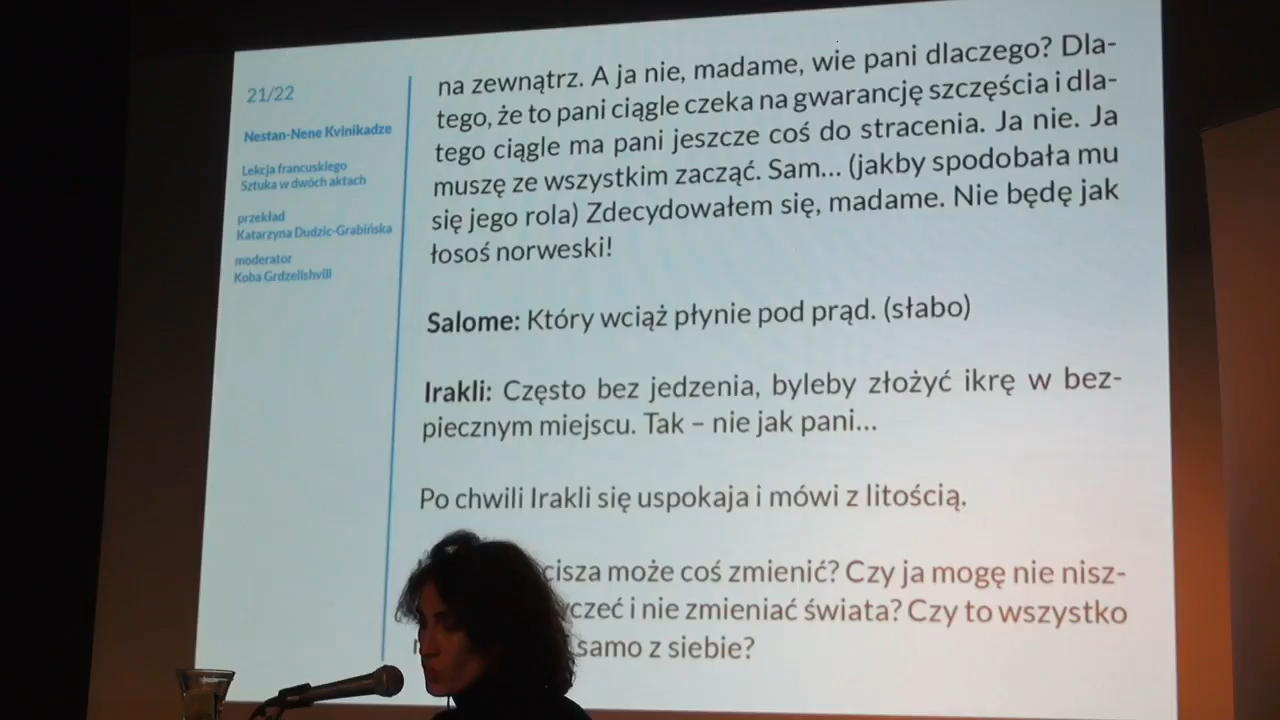 21/22
Nestan-Nene Kvinikadze
Lekcja francuskiego
Sztuka w dwóch aktach
przekład
Katarzyna Dudzic-Grabińska
moderator
Koba Grdzelishvili
na zewnątrz. A ja nie, madame, wie pani dlaczego? Dla-
tego, że to pani ciągle czeka na gwarancję szczęścia i dla-
tego ciągle ma pani jeszcze coś do stracenia. Ja nie. Ja
muszę ze wszystkim zacząć. Sam... (jakby spodobała mu
się jego rola) Zdecydowałem się, madame. Nie będę jak
łosoś norweski!
Salome: Który wciąż płynie pod prąd. (słabo)
Irakli: Często bez jedzenia, byleby złożyć ikrę w bez-
piecznym miejscu. Tak – nie jak pani...
Po chwili Irakli się uspokaja i mówi z litością.
cisza może coś zmienić? Czy ja mogę nie nisz-
i nie zmieniać świata? Czy to wszystko
samo z siebie?